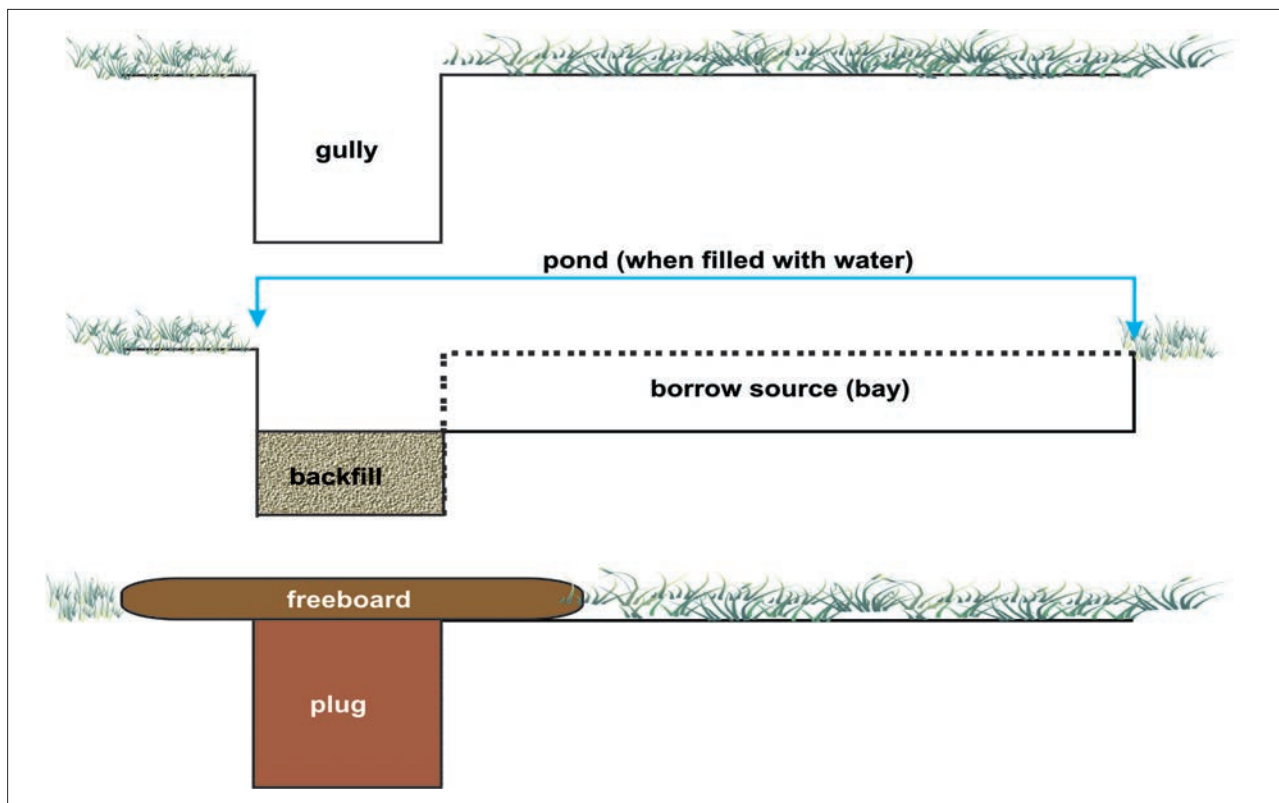 gully
pond (when filled with water)
borrow source (bay)
backfill
freeboard
plug